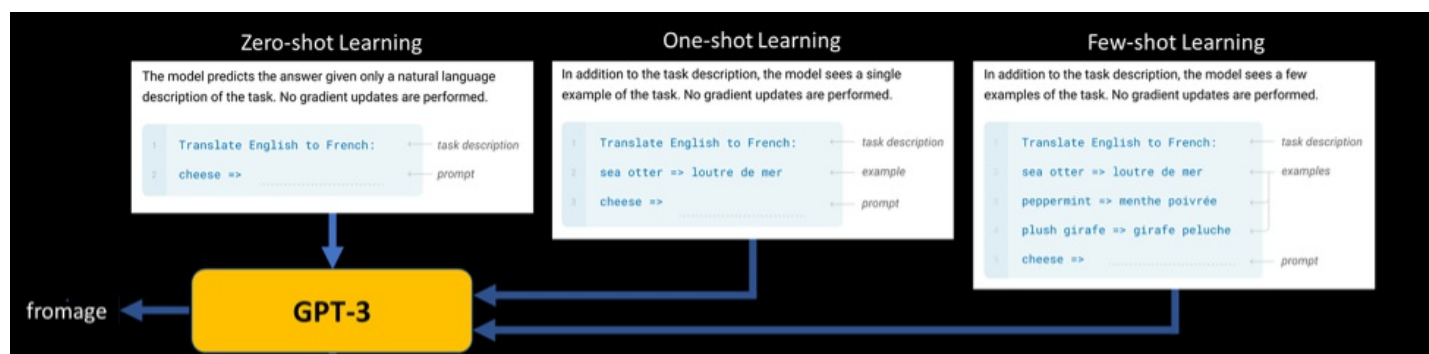 Zero-shot Learning
The model predicts the answer given only a natural language
description of the task. No gradient updates are performed.
1 Translate English to French: task description
2 cheese => prompt
One-shot Learning
In addition to the task description, the model sees a single
example of the task. No gradient updates are performed.
1 Translate English to French: task description
2 sea otter => loutre de mer example
3 cheese => prompt
Few-shot Learning
In addition to the task description, the model sees a few
examples of the task. No gradient updates are performed.
1 Translate English to French: task description
2 sea otter => loutre de mer examples
3 peppermint => menthe poivrée
4 plush girafe => girafe peluche
5 cheese => prompt
fromage
GPT-3